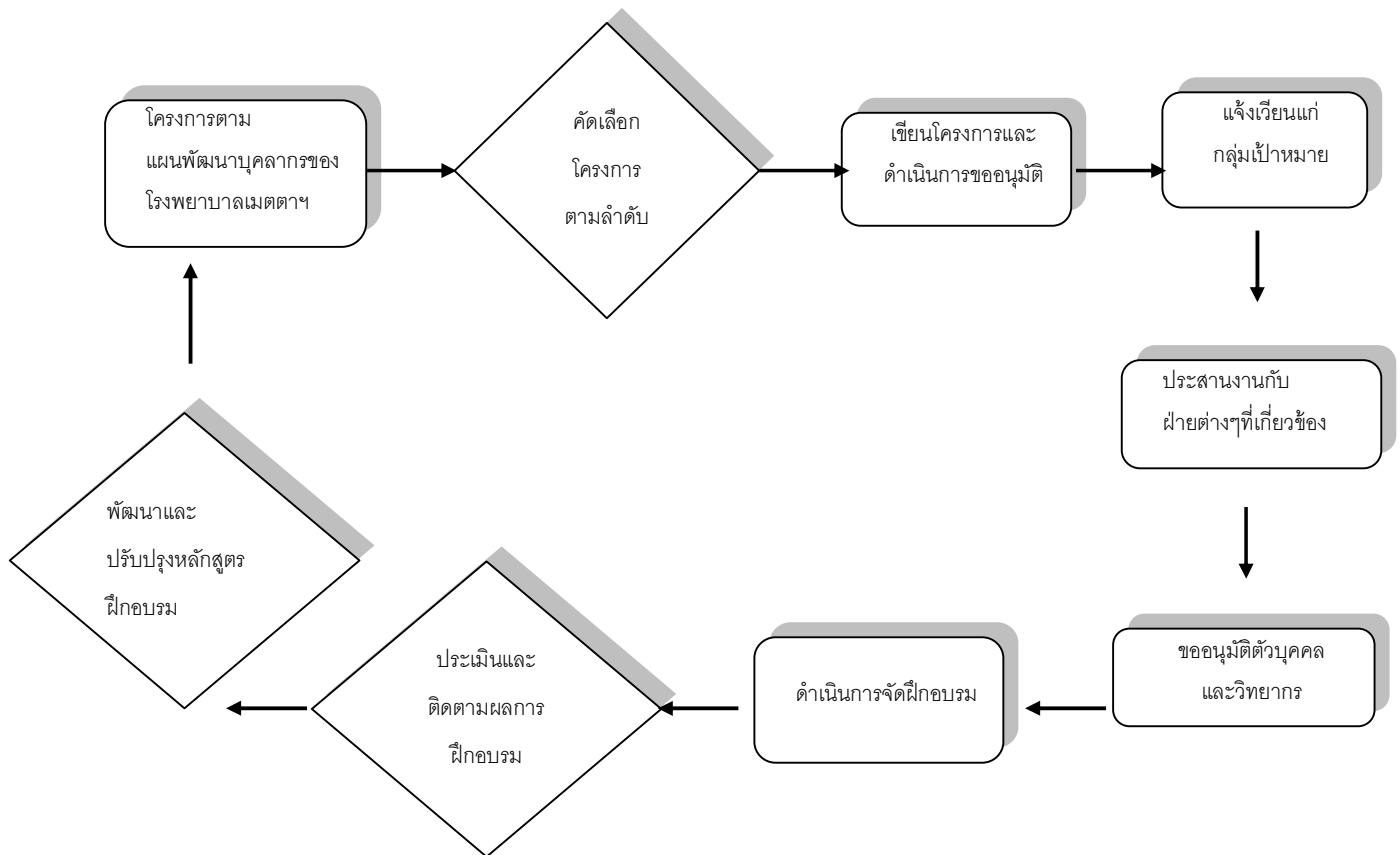 โครงการตาม
แผนพัฒนาบุคลากรของ
โรงพยาบาลเมตตาฯ
คัดเลือก
โครงการ
ตามลำดับ
เขียนโครงการและ
ดำเนินการขออนุมัติ
แจ้งเวียนแก่
กลุ่มเป้าหมาย
ประสานงานกับ
ฝ่ายต่างๆที่เกี่ยวข้อง
ขออนุมัติตัวบุคคล
และวิทยากร
ดำเนินการจัดฝึกอบรม
ประเมินและ
ติดตามผลการ
ฝึกอบรม
พัฒนาและ
ปรับปรุงหลักสูตร
ฝึกอบรม